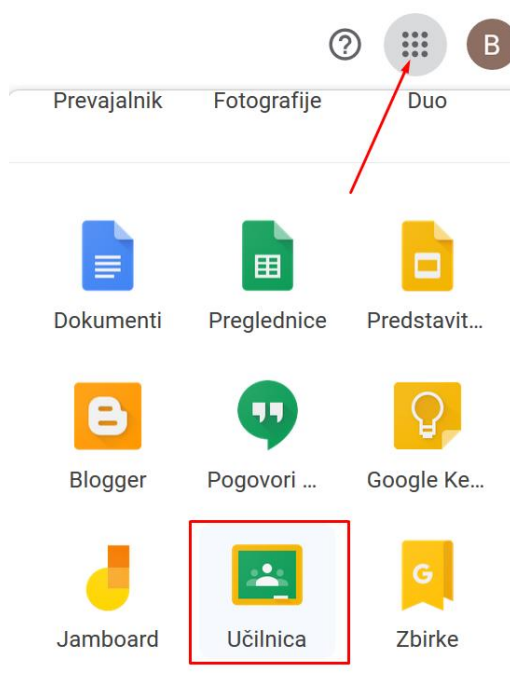 B
Prevajalnik Fotografije Duo
Dokumenti Preglednice Predstavit...
Blogger Pogovori ... Google Ke...
G
Jamboard Učilnica Zbirke